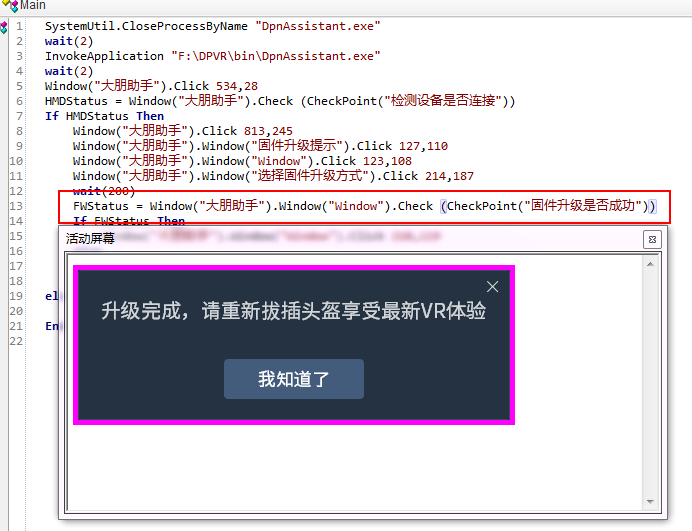 Main
1 SystemUtil.CloseProcessByName "DpnAssistant.exe"
2 wait(2)
3 InvokeApplication "F:\DPVR\bin\DpnAssistant.exe"
4 wait(2)
5 Window("大朋助手").Click 534,28
6 HMDStatus = Window("大朋助手").Check (CheckPoint("检测设备是否连接"))
7 If HMDStatus Then
8 Window("大朋助手").Click 813,245
9 Window("大朋助手").Window("固件升级提示").Click 127,110
10 Window("大朋助手").Window("Window").Click 123,108
11 Window("大朋助手").Window("选择固件升级方式").Click 214,187
12 wait(200)
13 FWStatus = Window("大朋助手").Window("Window").Check (CheckPoint("固件升级是否成功"))
14 If FWStatus Then
15
16
活动屏幕
17
18
19 el
20
21 En
22
升级完成，请重新拔插头盔享受最新VR体验
我知道了